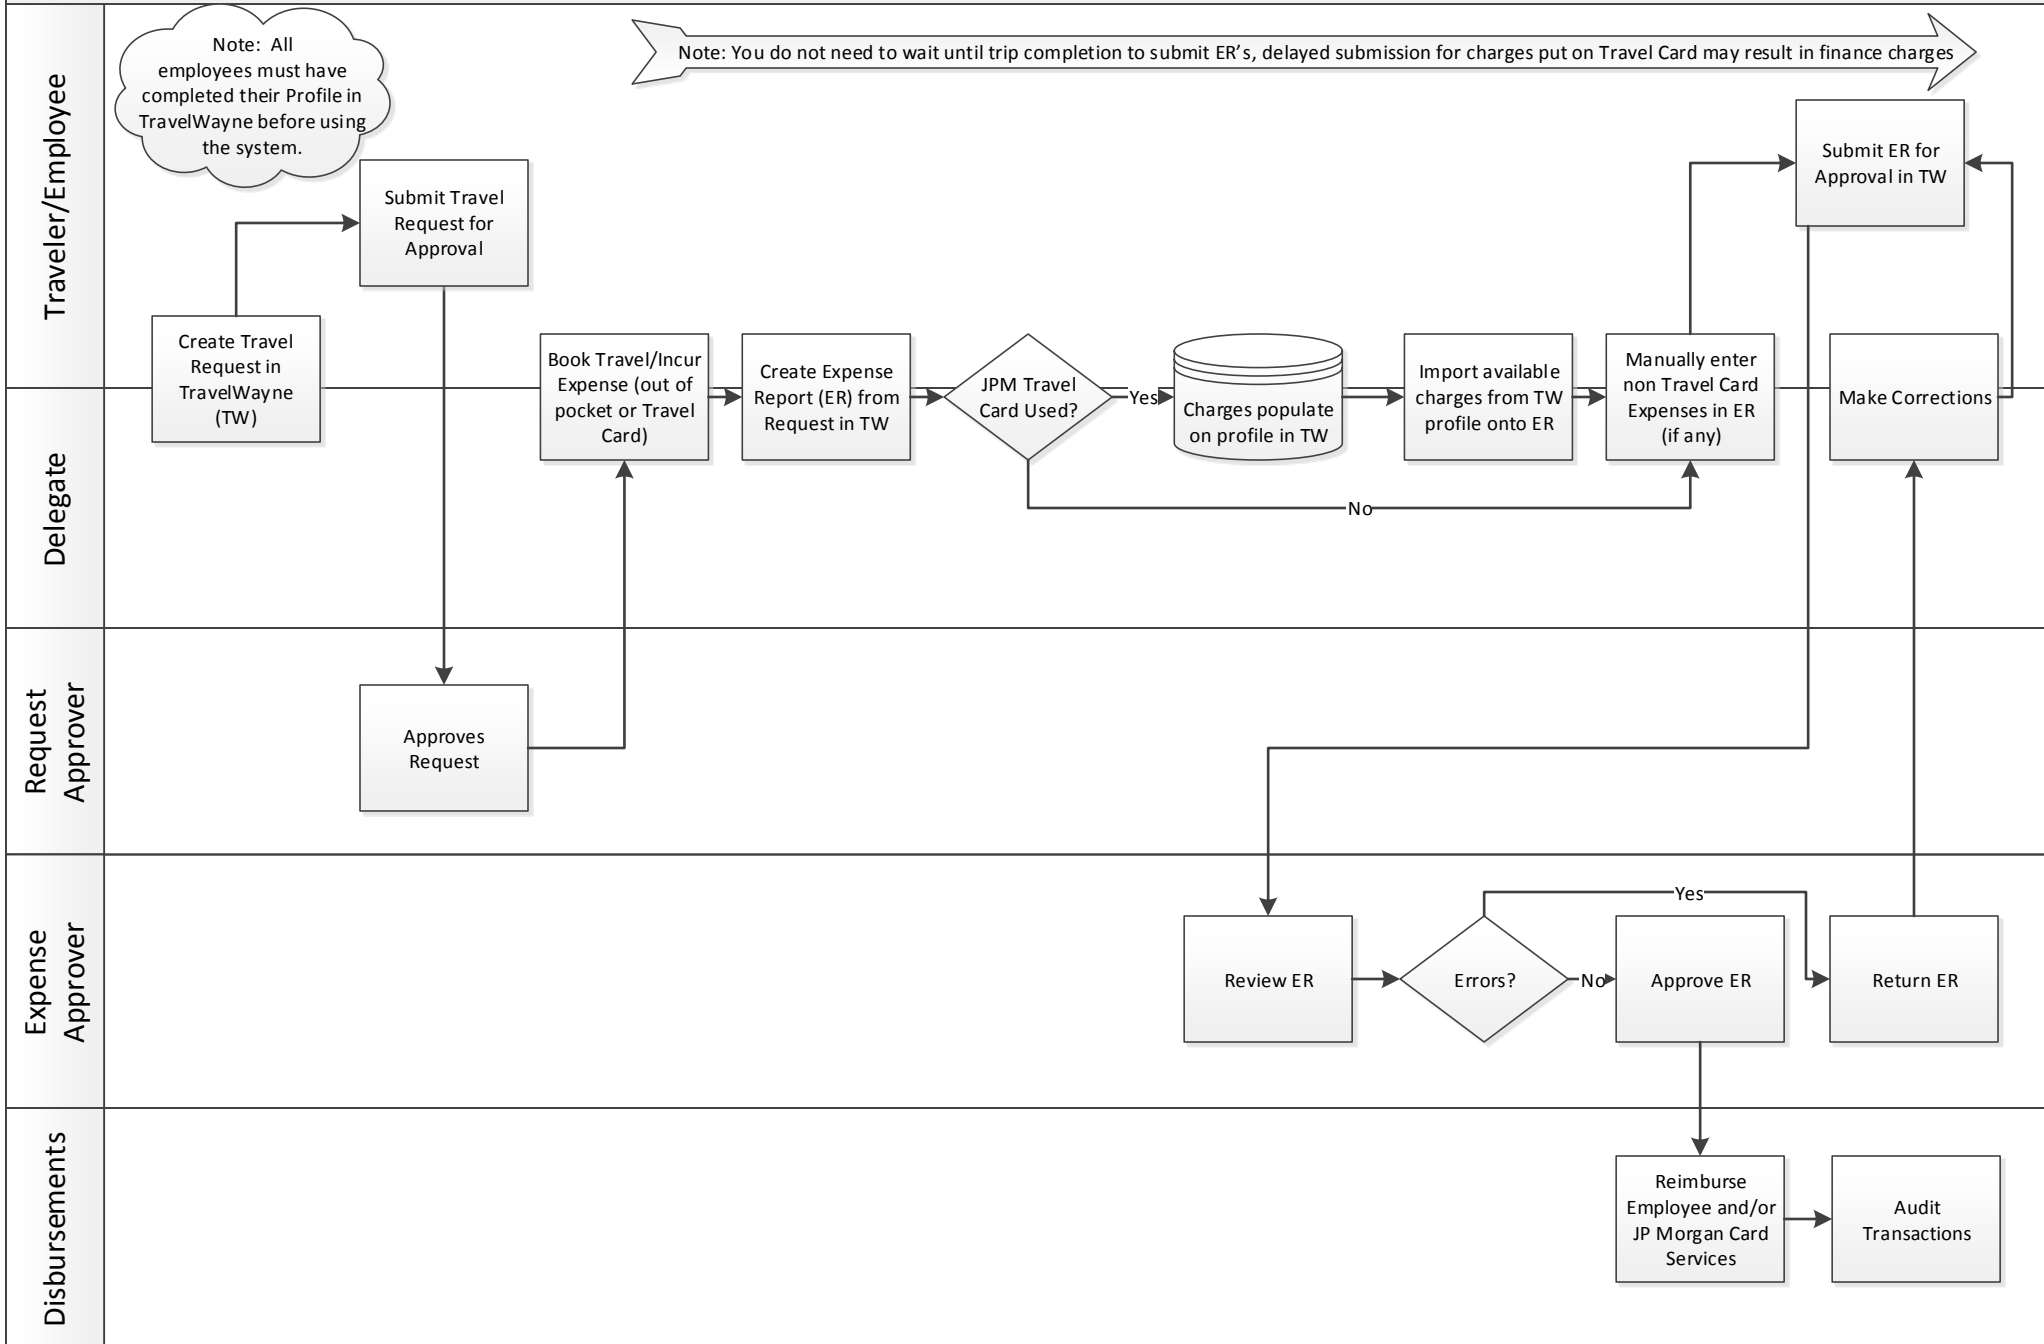 Traveler/Employee
Note:  All
employees must have
completed their Profile in
TravelWayne before using
the system.
Note: You do not need to wait until trip completion to submit ER's, delayed submission for charges put on Travel Card may result in finance charges
Submit Travel
Request for
Approval
Submit ER for
Approval in TW
Create Travel
Request in
TravelWayne
(TW)
Book Travel/Incur
Expense (out of
pocket or Travel
Card)
Create Expense
Report (ER) from
Request in TW
JPM Travel
Card Used?
Yes
Charges populate
on profile in TW
Import available
charges from TW
profile onto ER
Manually enter
non Travel Card
Expenses in ER
(if any)
Make Corrections
No
Delegate
Request
Approver
Approves
Request
Expense
Approver
Review ER
Errors?
Yes
No
Approve ER
Return ER
Disbursements
Reimburse
Employee and/or
JP Morgan Card
Services
Audit
Transactions